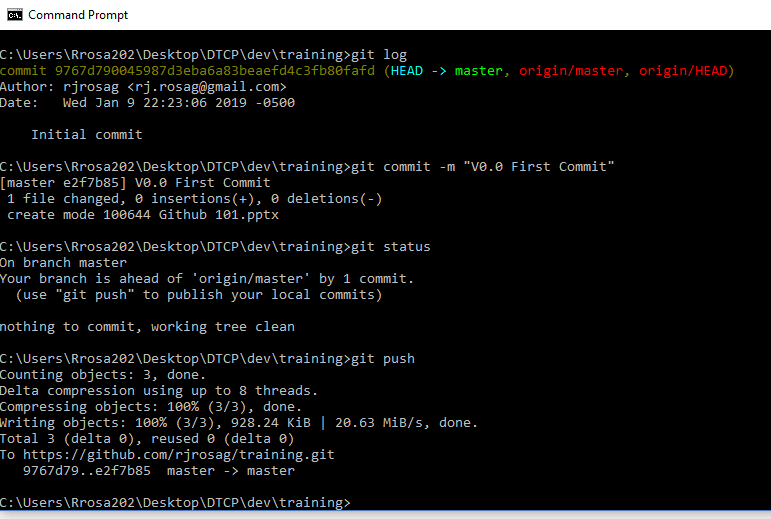 Command Prompt
C:\Users\Rrosa202\Desktop\DTCP\dev\training>git log
commit 9767d790045987d3eba6a83beaefd4c3fb80fafd (HEAD -> master, origin/master, origin/HEAD)
Author: rjrosag <rj.rosag@gmail.com>
Date:   Wed Jan 9 22:23:06 2019 -0500
    Initial commit
C:\Users\Rrosa202\Desktop\DTCP\dev\training>git commit -m "V0.0 First Commit"
[master e2f7b85] V0.0 First Commit
 1 file changed, 0 insertions(+), 0 deletions(-)
 create mode 100644 Github 101.pptx
C:\Users\Rrosa202\Desktop\DTCP\dev\training>git status
On branch master
Your branch is ahead of 'origin/master' by 1 commit.
  (use "git push" to publish your local commits)
nothing to commit, working tree clean
C:\Users\Rrosa202\Desktop\DTCP\dev\training>git push
Counting objects: 3, done.
Delta compression using up to 8 threads.
Compressing objects: 100% (3/3), done.
Writing objects: 100% (3/3), 928.24 KiB | 20.63 MiB/s, done.
Total 3 (delta 0), reused 0 (delta 0)
To https://github.com/rjrosag/training.git
   9767d79..e2f7b85  master -> master
C:\Users\Rrosa202\Desktop\DTCP\dev\training>